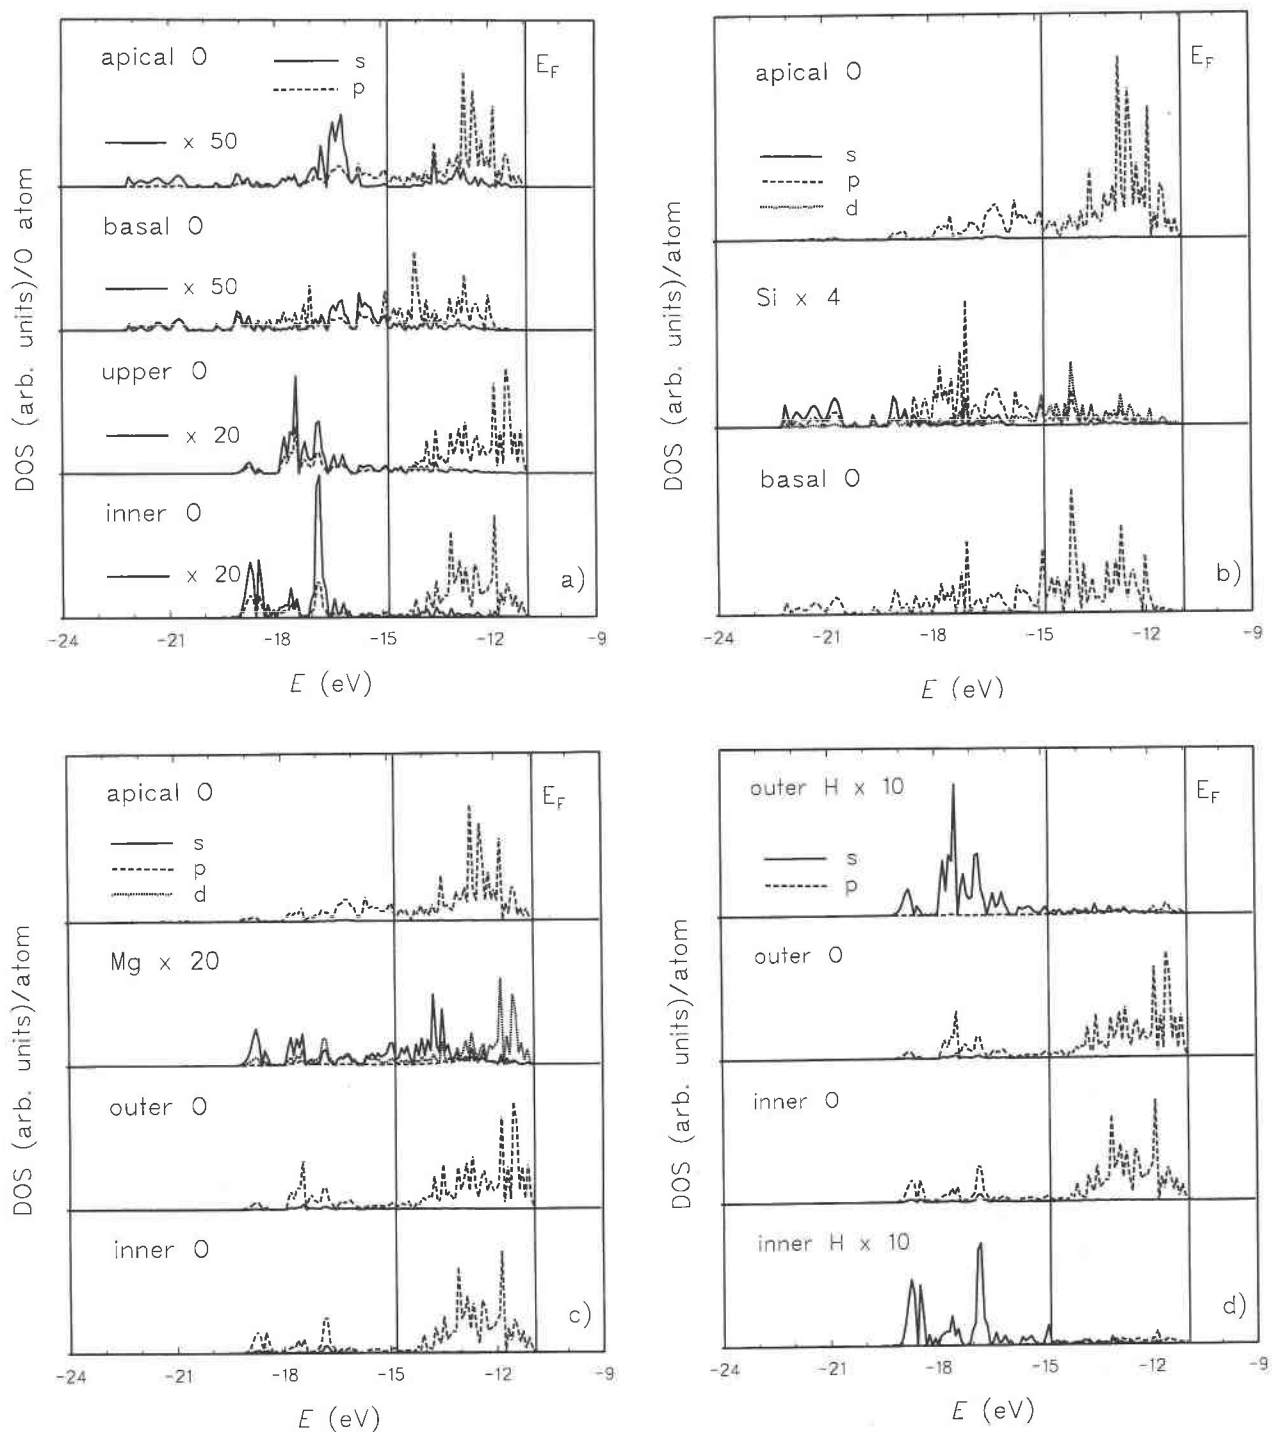 apical O
s
p
E_F
x 50
basal O
x 50
upper O
x 20
inner O
x 20
a)
DOS (arb. units)/O atom
-24 -21 -18 -15 -12 -9
E (eV)
apical O
E_F
s
p
d
Si x 4
basal O
b)
DOS (arb. units)/atom
-24 -21 -18 -15 -12 -9
E (eV)
apical O
E_F
s
p
d
Mg x 20
outer O
inner O
c)
DOS (arb. units)/atom
-24 -21 -18 -15 -12 -9
E (eV)
outer H x 10
E_F
s
p
outer O
inner O
inner H x 10
d)
DOS (arb. units)/atom
-24 -21 -18 -15 -12 -9
E (eV)